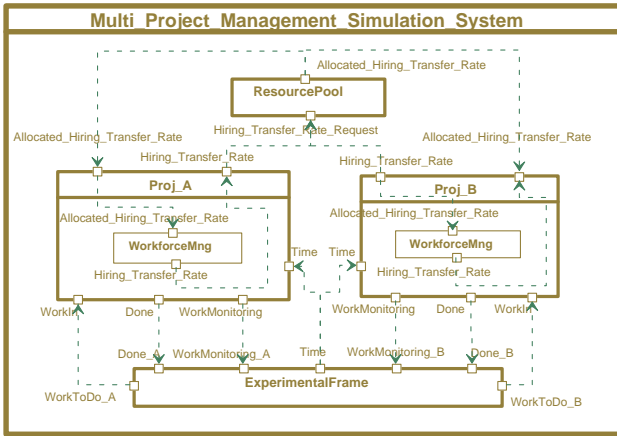 Multi_Project_Management_Simulation_System
Allocated_Hiring_Transfer_Rate
ResourcePool
Hiring_Transfer_Rate_Request
Allocated_Hiring_Transfer_Rate
Allocated_Hiring_Transfer_Rate
Hiring_Transfer_Rate
Hiring_Transfer_Rate
Proj_A
Proj_B
Allocated_Hiring_Transfer_Rate
Allocated_Hiring_Transfer_Rate
WorkforceMng
WorkforceMng
Time
Time
Hiring_Transfer_Rate
Hiring_Transfer_Rate
WorkIn
Done
WorkMonitoring
WorkMonitoring
Done
WorkIn
Done_A
WorkMonitoring_A
Time
WorkMonitoring_B
Done_B
ExperimentalFrame
WorkToDo_A
WorkToDo_B